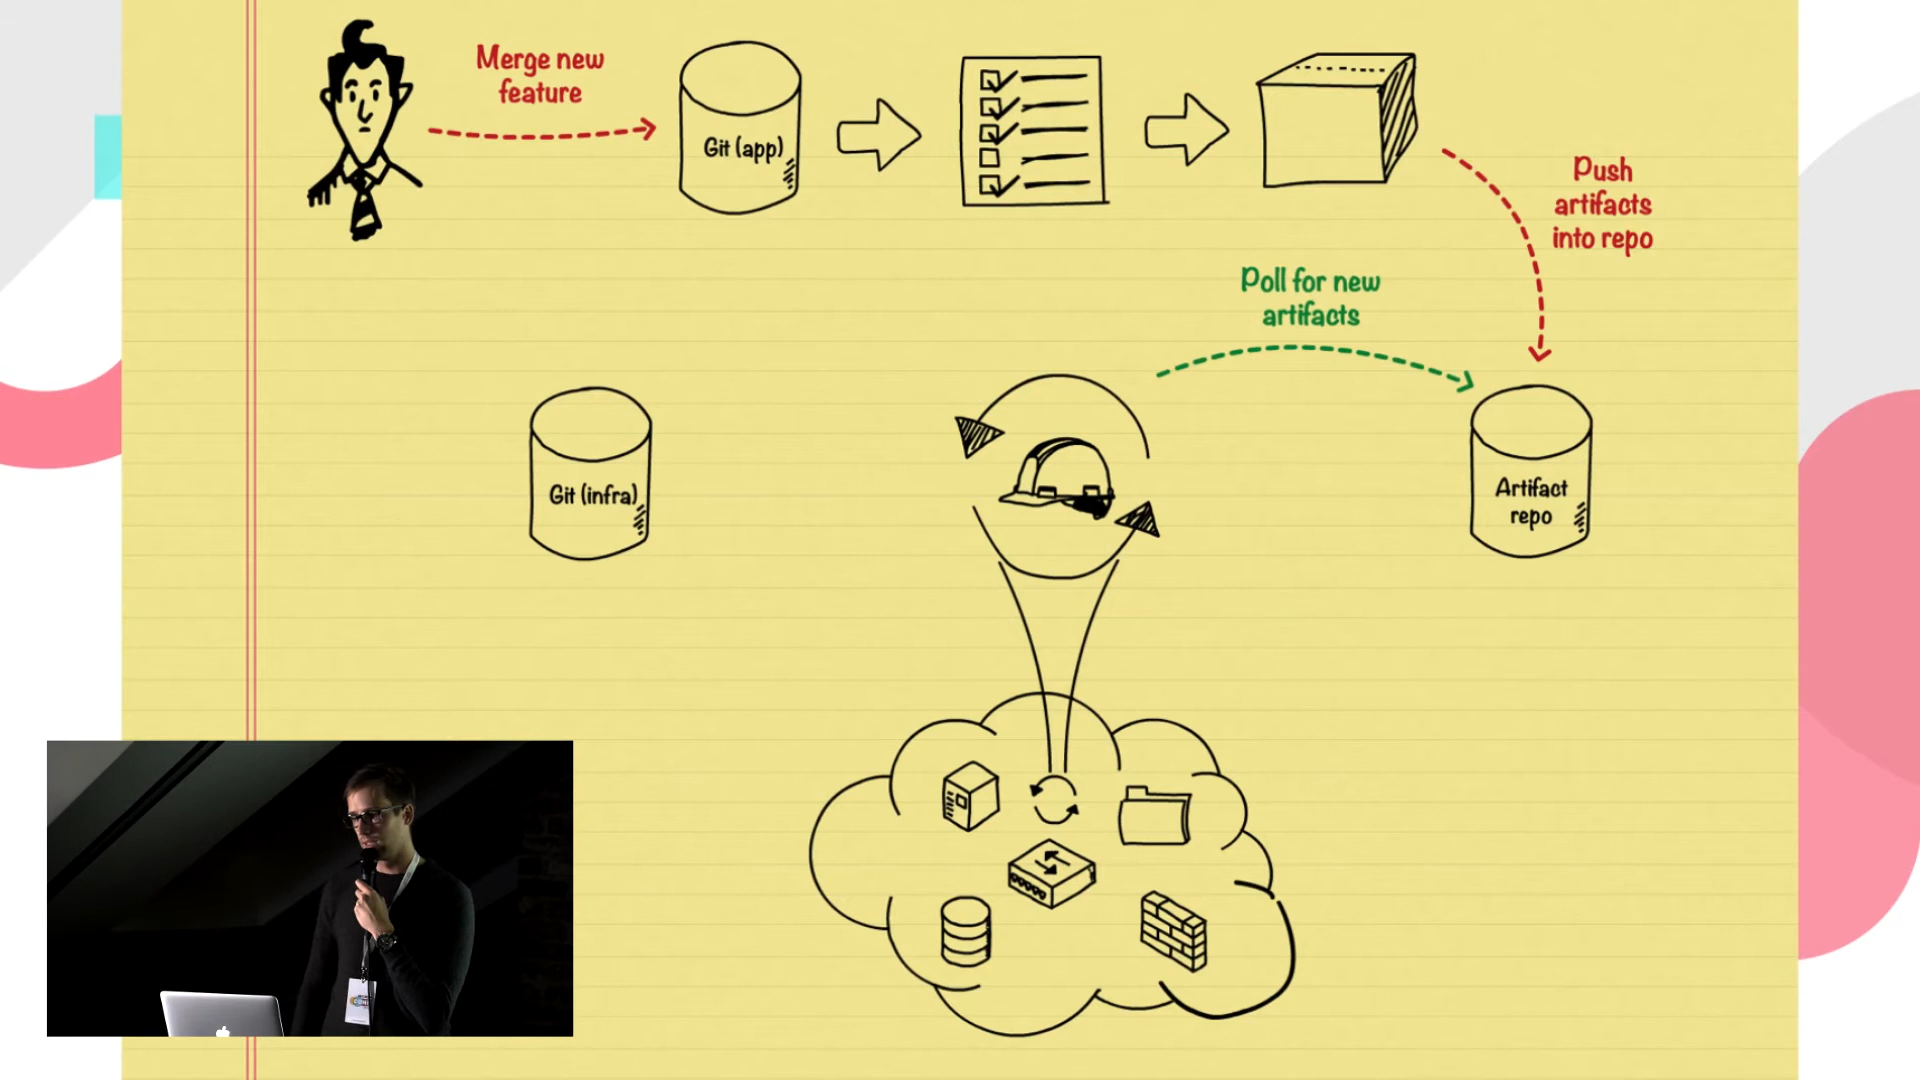 Merge new
feature
Git (app)
Push
artifacts
into repo
Poll for new
artifacts
Git (infra)
Artifact
repo